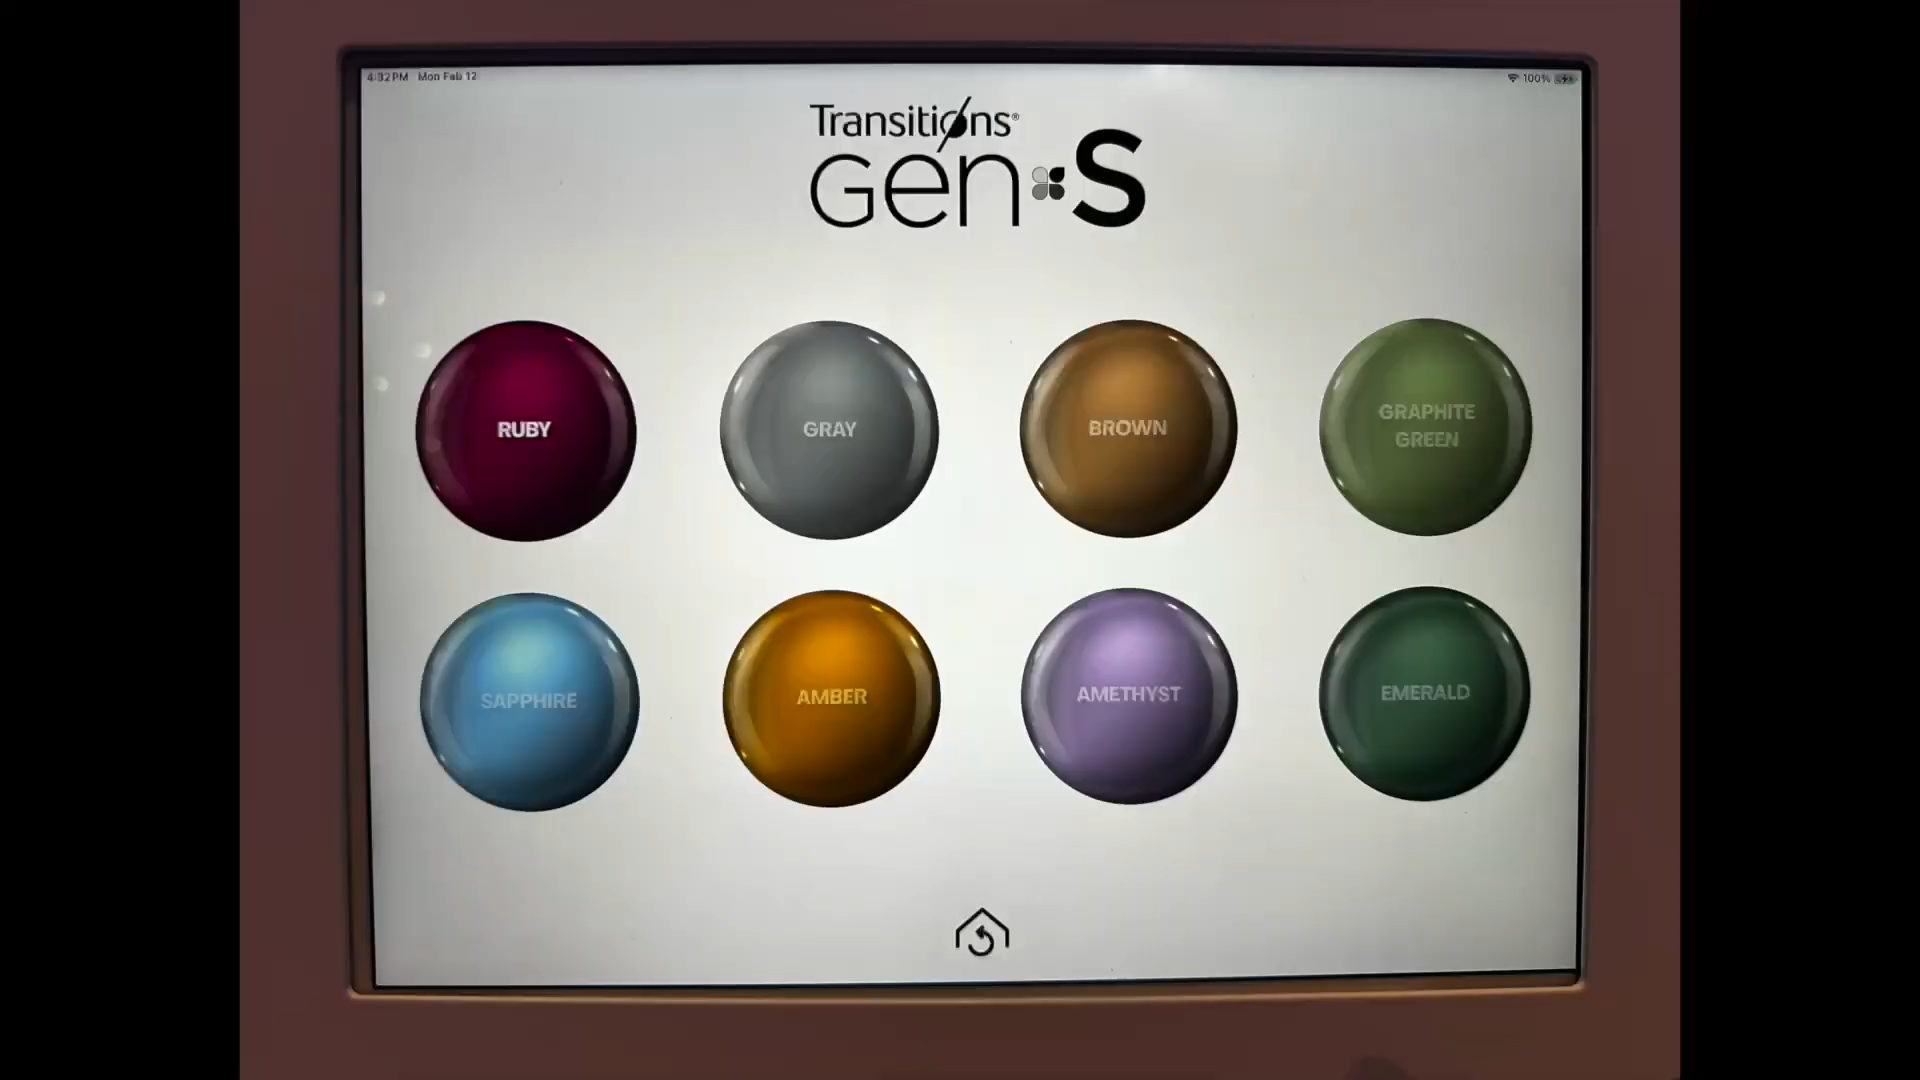 4:32 PM Mon Feb 12
100%
Transitions®
Gen S
RUBY
GRAY
BROWN
GRAPHITE
GREEN
SAPPHIRE
AMBER
AMETHYST
EMERALD